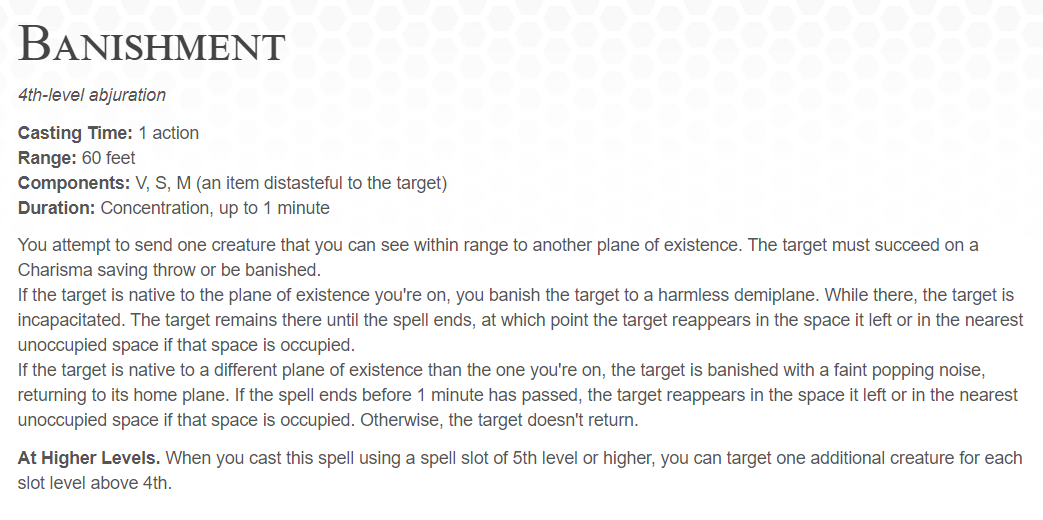 BANISHMENT
4th-level abjuration
Casting Time: 1 action
Range: 60 feet
Components: V, S, M (an item distasteful to the target)
Duration: Concentration, up to 1 minute
You attempt to send one creature that you can see within range to another plane of existence. The target must succeed on a
Charisma saving throw or be banished.
If the target is native to the plane of existence you're on, you banish the target to a harmless demiplane. While there, the target is
incapacitated. The target remains there until the spell ends, at which point the target reappears in the space it left or in the nearest
unoccupied space if that space is occupied.
If the target is native to a different plane of existence than the one you're on, the target is banished with a faint popping noise,
returning to its home plane. If the spell ends before 1 minute has passed, the target reappears in the space it left or in the nearest
unoccupied space if that space is occupied. Otherwise, the target doesn't return.
At Higher Levels. When you cast this spell using a spell slot of 5th level or higher, you can target one additional creature for each
slot level above 4th.